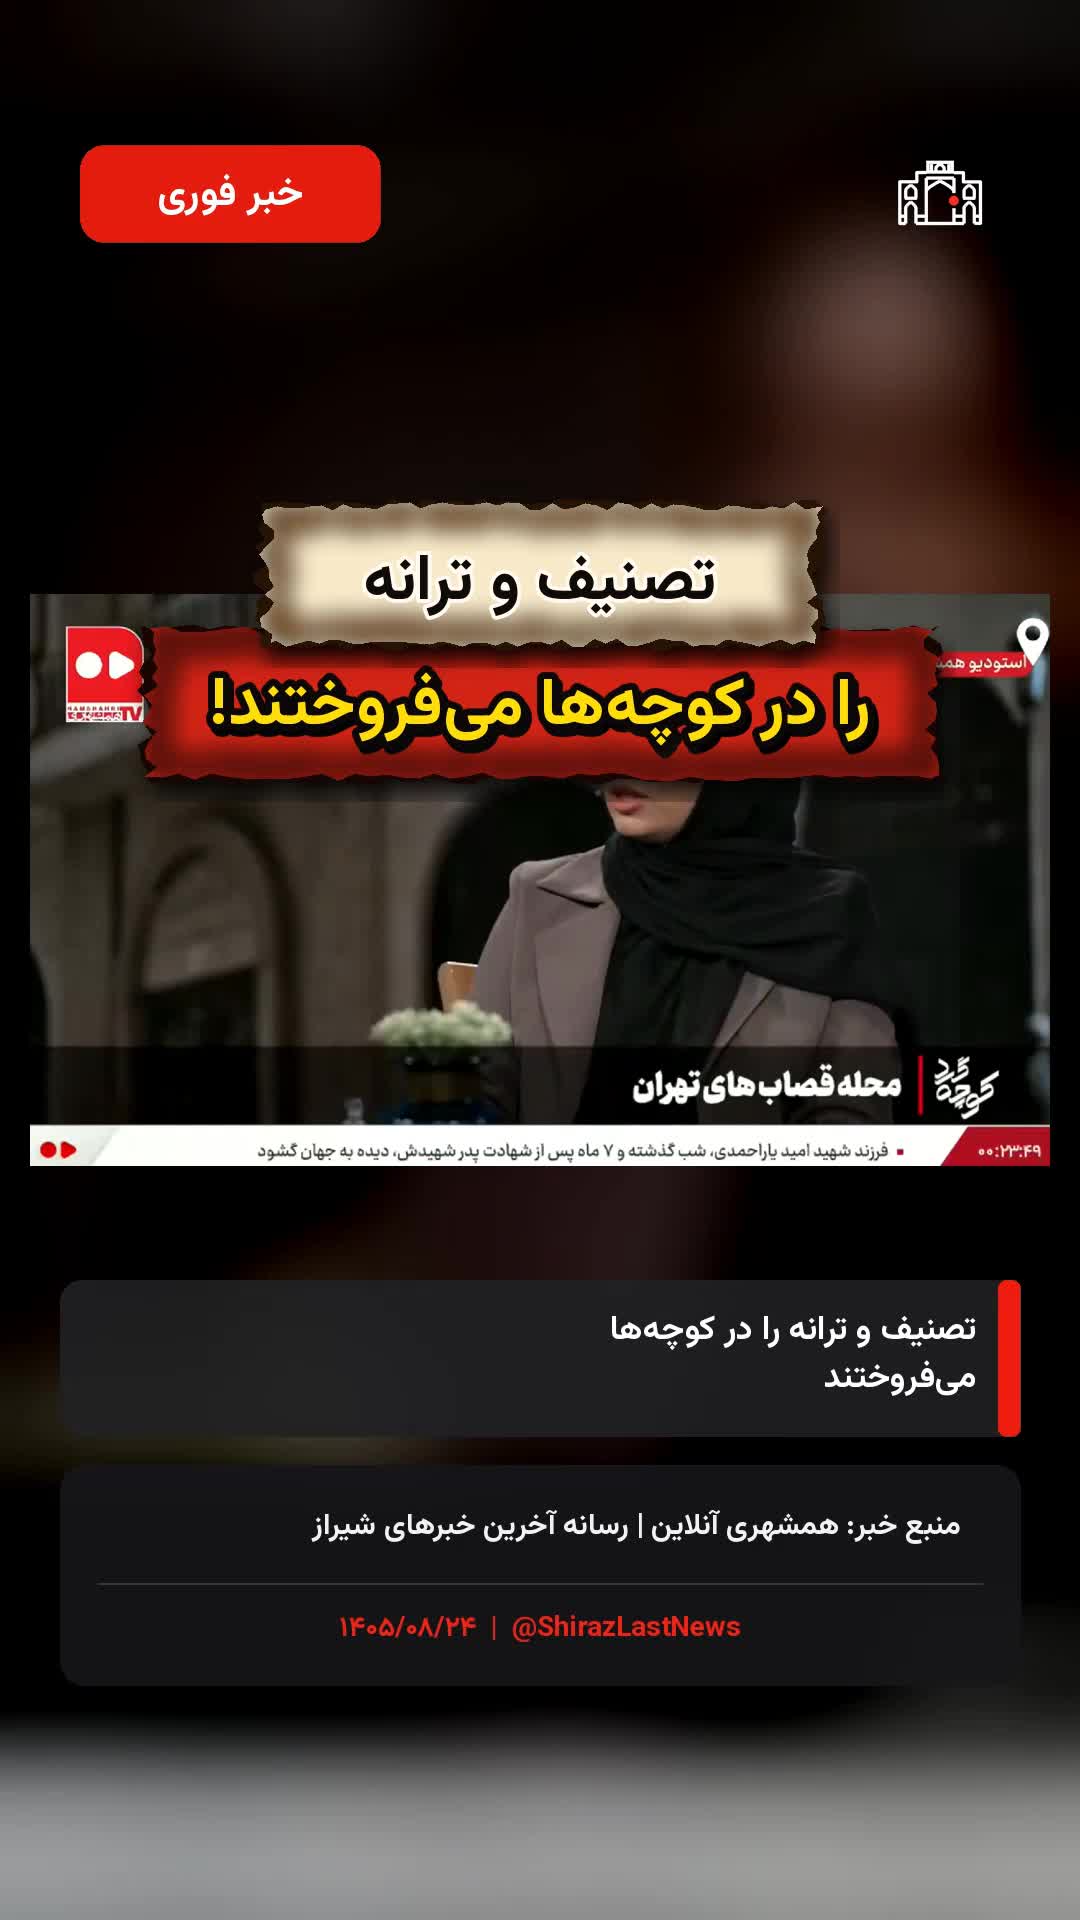 خبر فوری
تصنیف و ترانه
را در کوچه‌ها می‌فروختند!
استودیو
HAMSHAHRI
همشهری TV
کوچه گرد
محله قصاب های تهران
۰۰:۲۳:۴۹
فرزند شهید امید یاراحمدی، شب گذشته و ۷ ماه پس از شهادت پدر شهیدش، دیده به جهان گشود
تصنیف و ترانه را در کوچه‌ها
می‌فروختند
منبع خبر: همشهری آنلاین | رسانه آخرین خبرهای شیراز
@ShirazLastNews | ۱۴۰۵/۰۸/۲۴